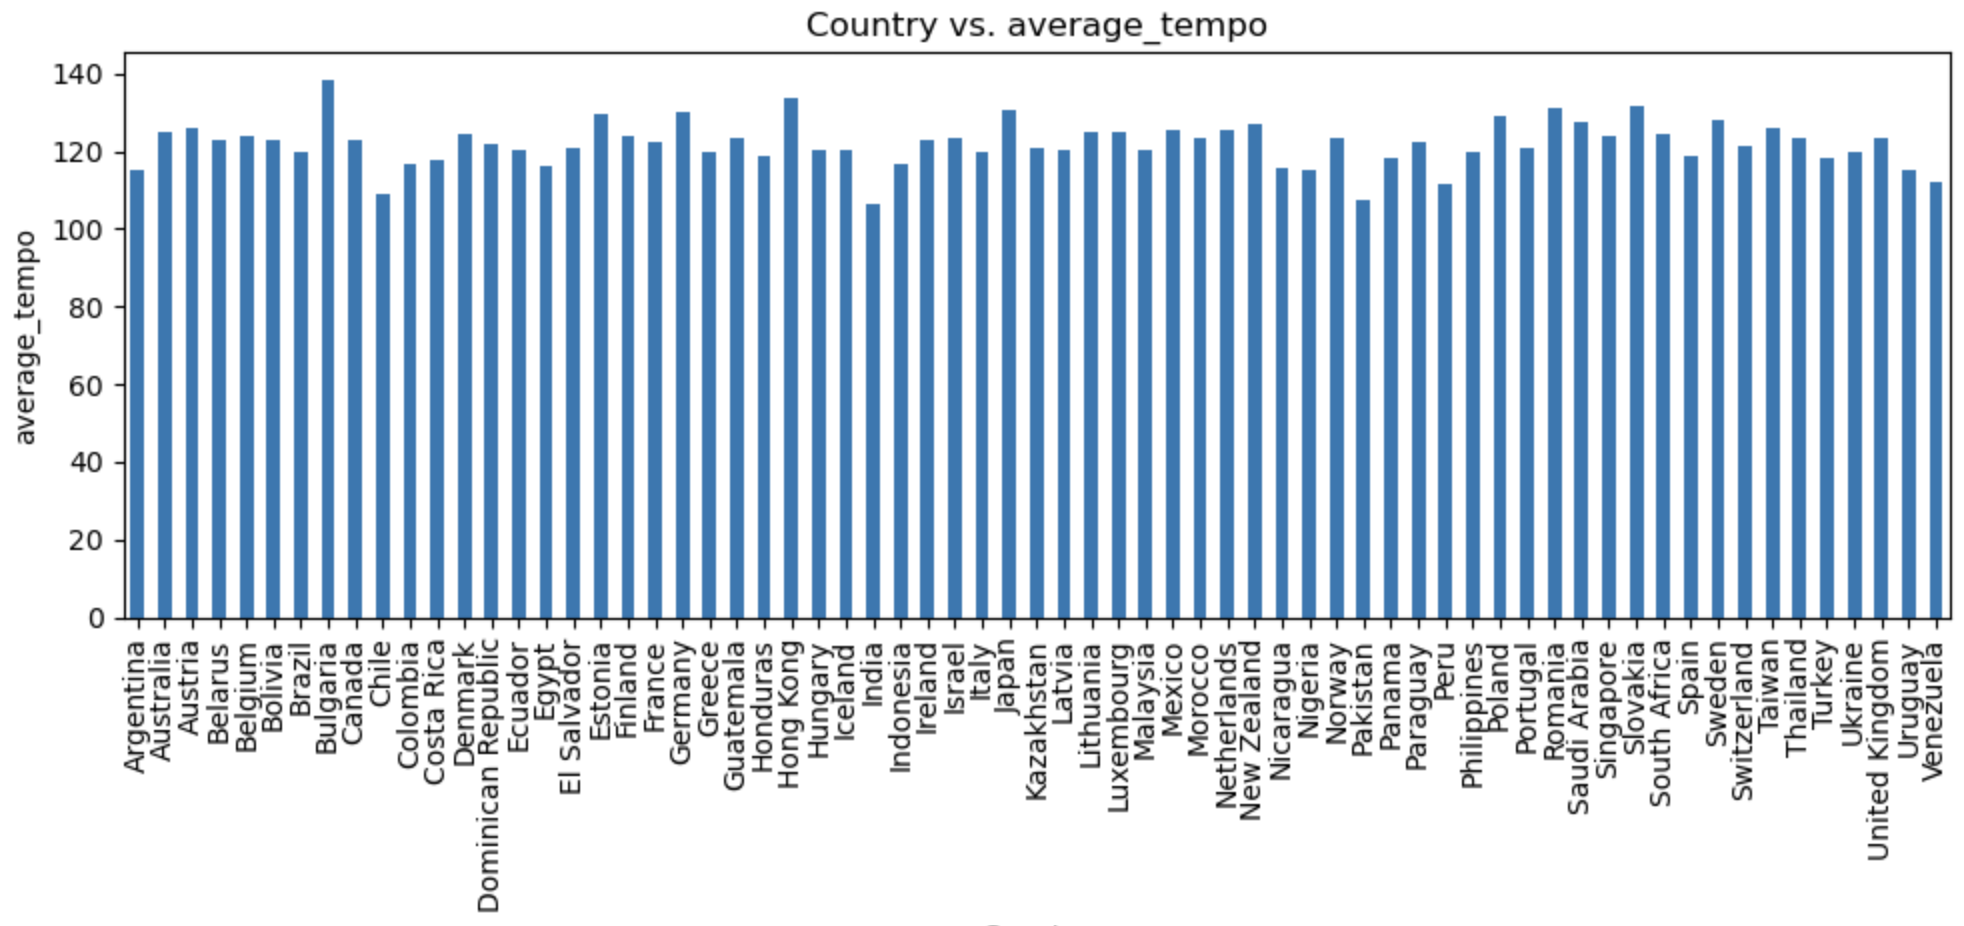 Country vs. average_tempo
average_tempo
140
120
100
80
60
40
20
0
Argentina
Australia
Austria
Belarus
Belgium
Bolivia
Brazil
Bulgaria
Canada
Chile
Colombia
Costa Rica
Denmark
Dominican Republic
Ecuador
Egypt
El Salvador
Estonia
Finland
France
Germany
Greece
Guatemala
Honduras
Hong Kong
Hungary
Iceland
India
Indonesia
Ireland
Israel
Italy
Japan
Kazakhstan
Latvia
Lithuania
Luxembourg
Malaysia
Mexico
Morocco
Netherlands
New Zealand
Nicaragua
Nigeria
Norway
Pakistan
Panama
Paraguay
Peru
Philippines
Poland
Portugal
Romania
Saudi Arabia
Singapore
Slovakia
South Africa
Spain
Sweden
Switzerland
Taiwan
Thailand
Turkey
Ukraine
United Kingdom
Uruguay
Venezuela